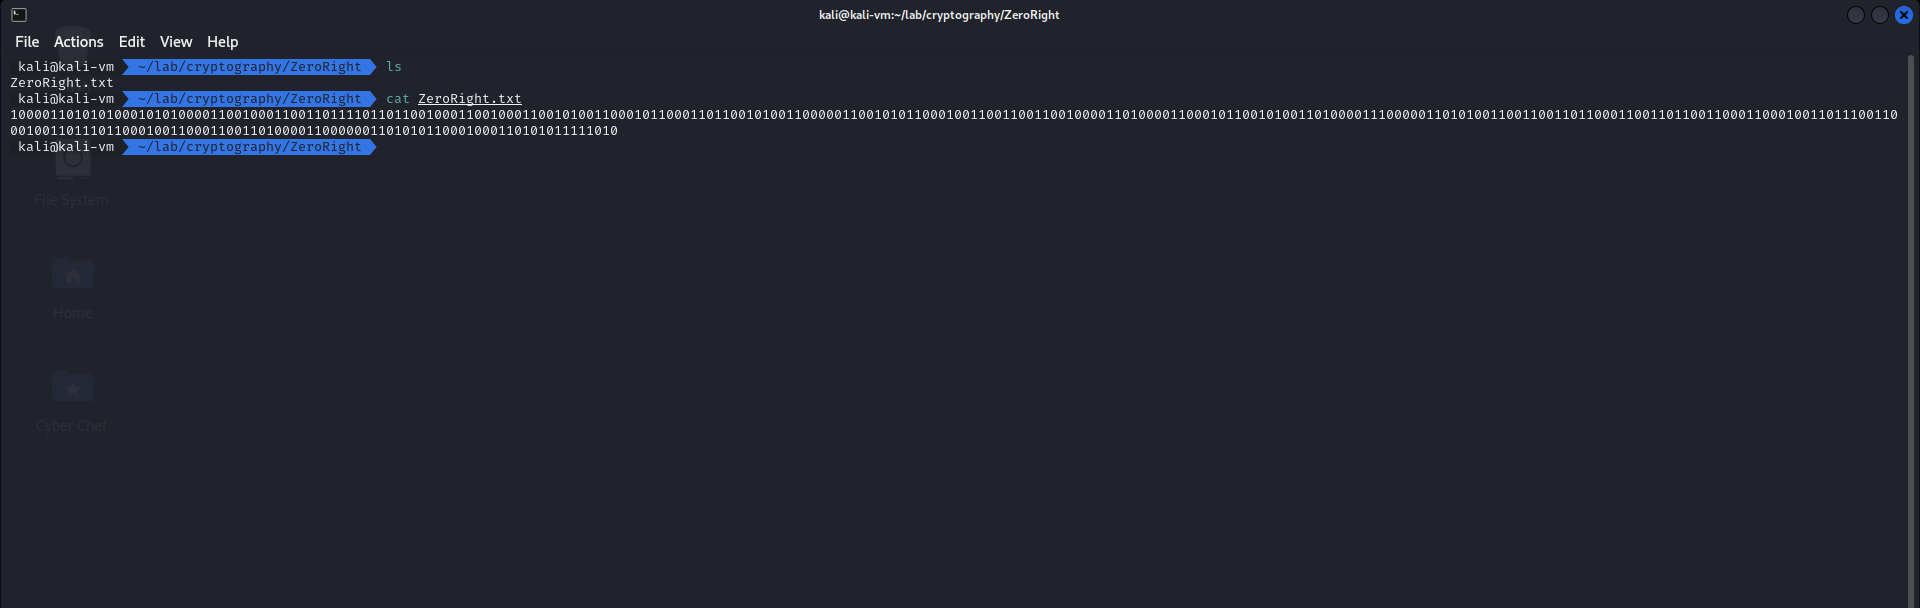 kali@kali-vm:~/lab/cryptography/ZeroRight
File Actions Edit View Help
kali@kali-vm ~/lab/cryptography/ZeroRight ls
ZeroRight.txt
kali@kali-vm ~/lab/cryptography/ZeroRight cat ZeroRight.txt
10000110101010001010100001100100011001101111011011001000110010001100101001100010110001101100101001100000110010101100010011001100110010000110100001100010110010100110100001110000011010100110011001101100011001101100110001100010011011100110
0010011011101100010011000110011010000110000001101010110001000110101011111010
kali@kali-vm ~/lab/cryptography/ZeroRight
File System
Home
Cyber Chef